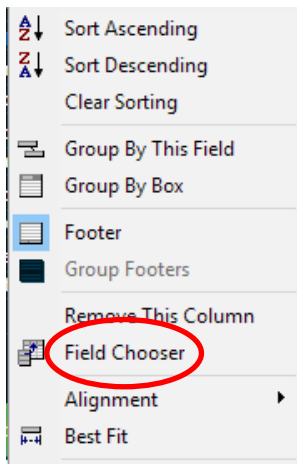 Sort Ascending
Sort Descending
Clear Sorting
Group By This Field
Group By Box
Footer
Group Footers
Remove This Column
Field Chooser
Alignment
Best Fit